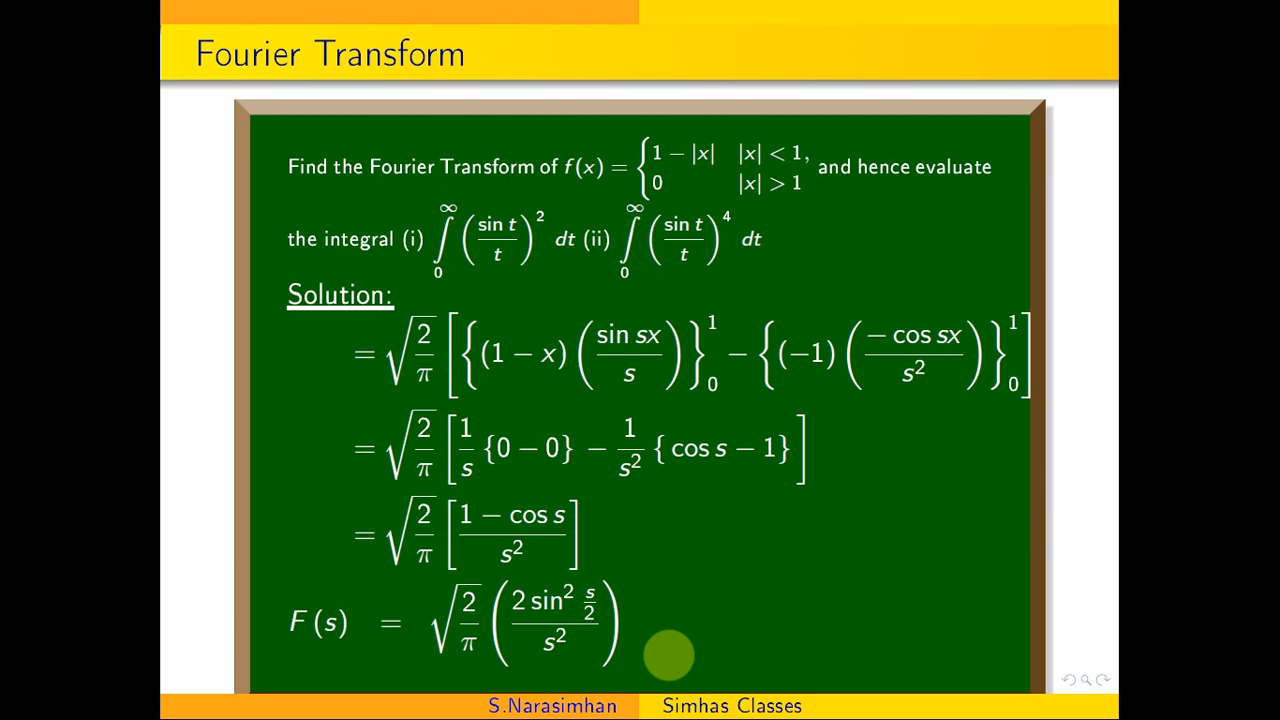 Fourier Transform
Find the Fourier Transform of f(x) = { 1 − |x|  |x| < 1, 0  |x| > 1 and hence evaluate
the integral (i) ∫₀^∞ (sin t / t)² dt (ii) ∫₀^∞ (sin t / t)⁴ dt
Solution:
= √(2/π) [ { (1 − x) (sin sx / s) }₀¹ − { (−1) (− cos sx / s²) }₀¹ ]
= √(2/π) [ 1/s {0 − 0} − 1/s² { cos s − 1} ]
= √(2/π) [ (1 − cos s) / s² ]
F (s) = √(2/π) ( 2 sin² (s/2) / s² )
S.Narasimhan Simhas Classes